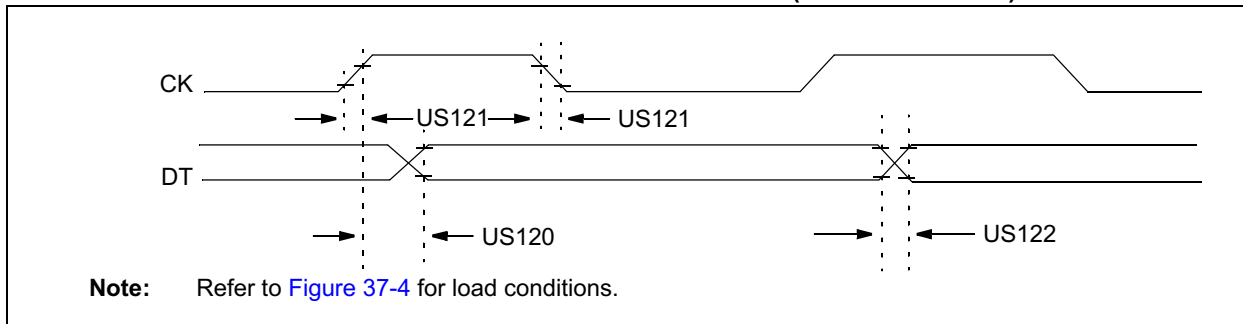 CK
US121 US121
DT
US120 US122
Note: Refer to Figure 37-4 for load conditions.